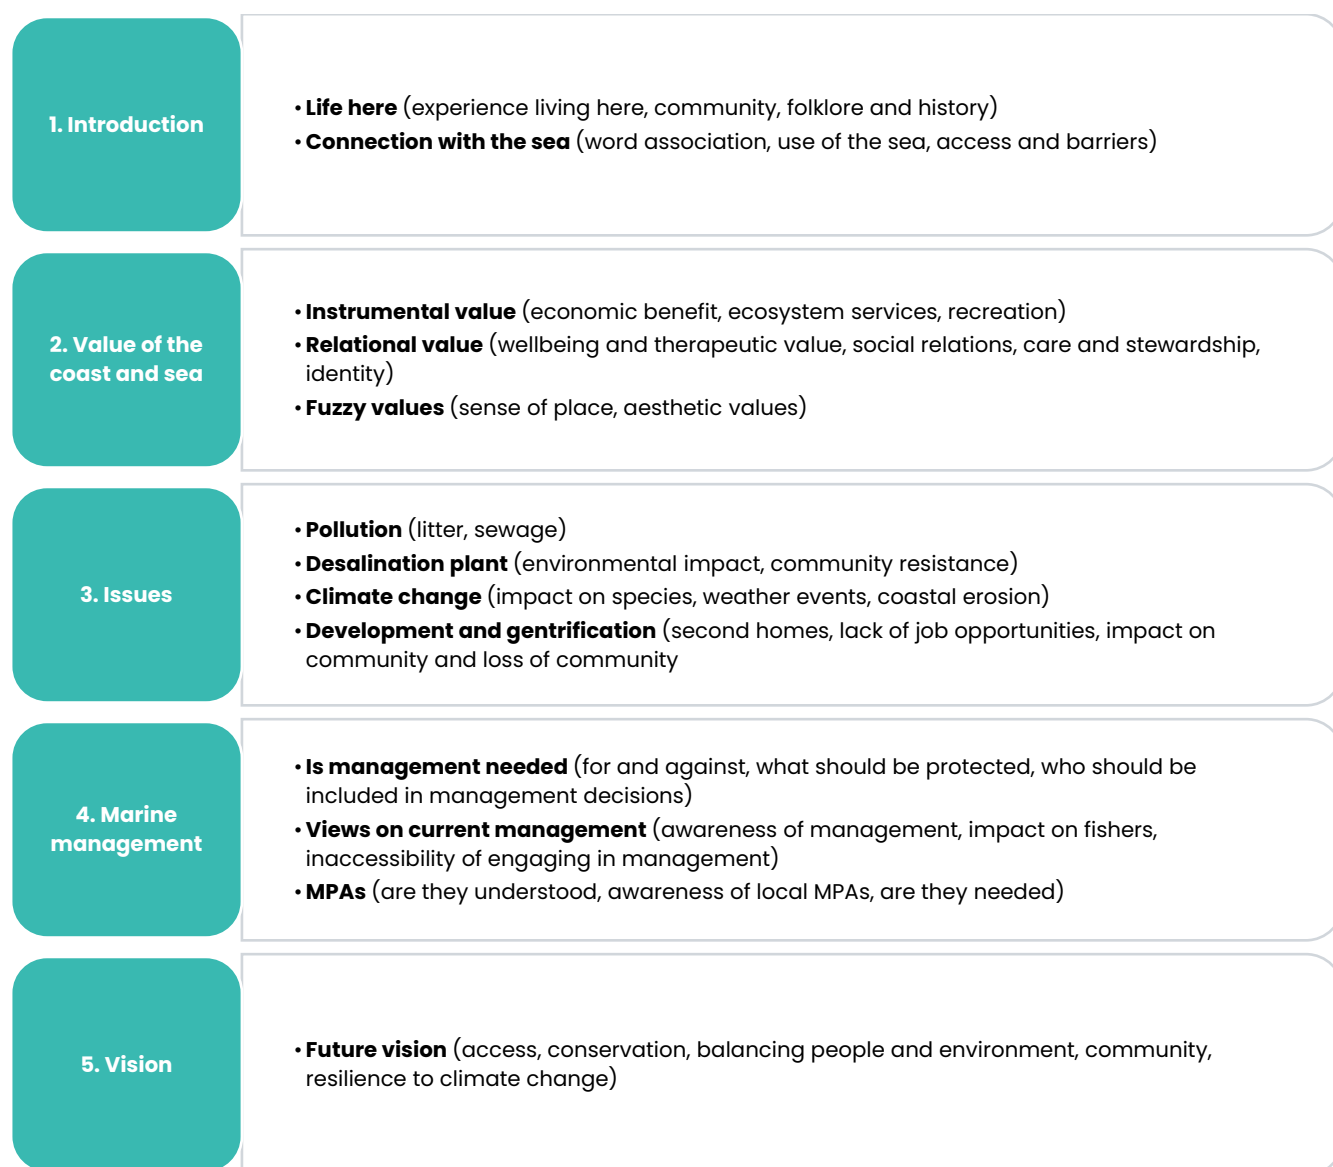 1. Introduction
• Life here (experience living here, community, folklore and history)
• Connection with the sea (word association, use of the sea, access and barriers)
2. Value of the
coast and sea
• Instrumental value (economic benefit, ecosystem services, recreation)
• Relational value (wellbeing and therapeutic value, social relations, care and stewardship,
identity)
• Fuzzy values (sense of place, aesthetic values)
3. Issues
• Pollution (litter, sewage)
• Desalination plant (environmental impact, community resistance)
• Climate change (impact on species, weather events, coastal erosion)
• Development and gentrification (second homes, lack of job opportunities, impact on
community and loss of community
4. Marine
management
• Is management needed (for and against, what should be protected, who should be
included in management decisions)
• Views on current management (awareness of management, impact on fishers,
inaccessibility of engaging in management)
• MPAs (are they understood, awareness of local MPAs, are they needed)
5. Vision
• Future vision (access, conservation, balancing people and environment, community,
resilience to climate change)